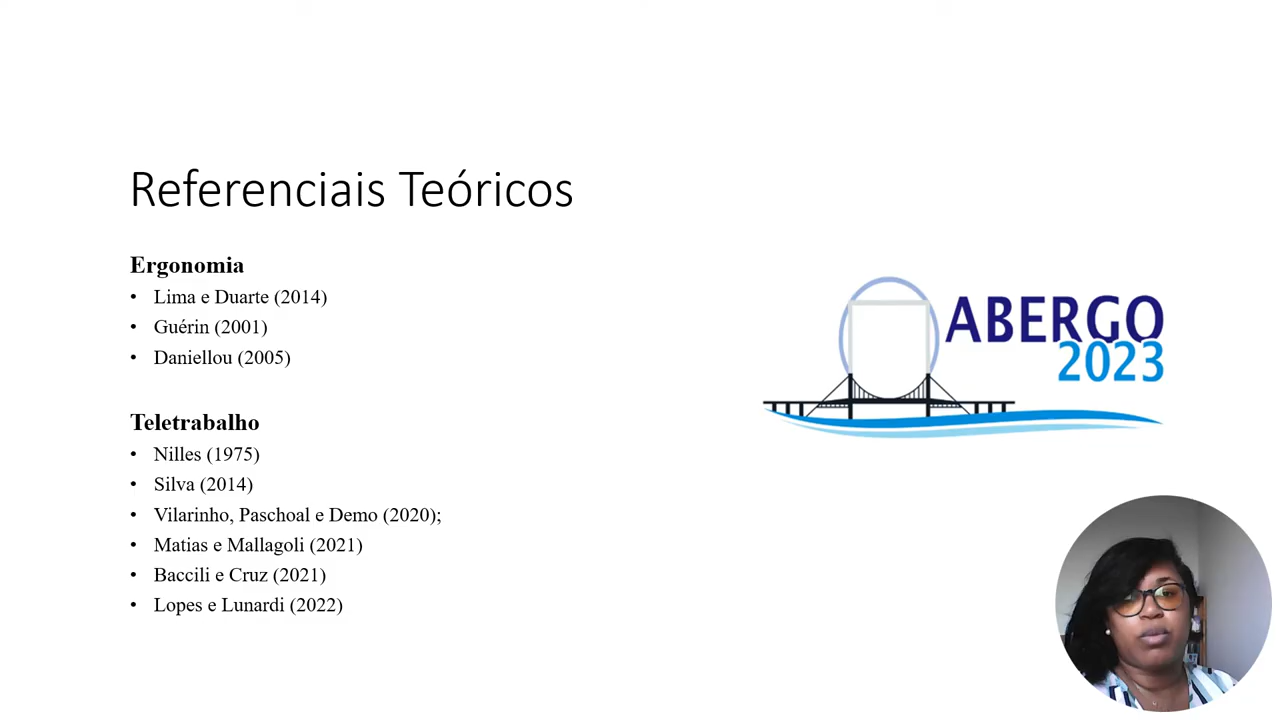 Referenciais Teóricos
Ergonomia
• Lima e Duarte (2014)
• Guérin (2001)
• Daniellou (2005)
Teletrabalho
• Nilles (1975)
• Silva (2014)
• Vilarinho, Paschoal e Demo (2020);
• Matias e Mallagoli (2021)
• Baccili e Cruz (2021)
• Lopes e Lunardi (2022)
ABERGO
2023